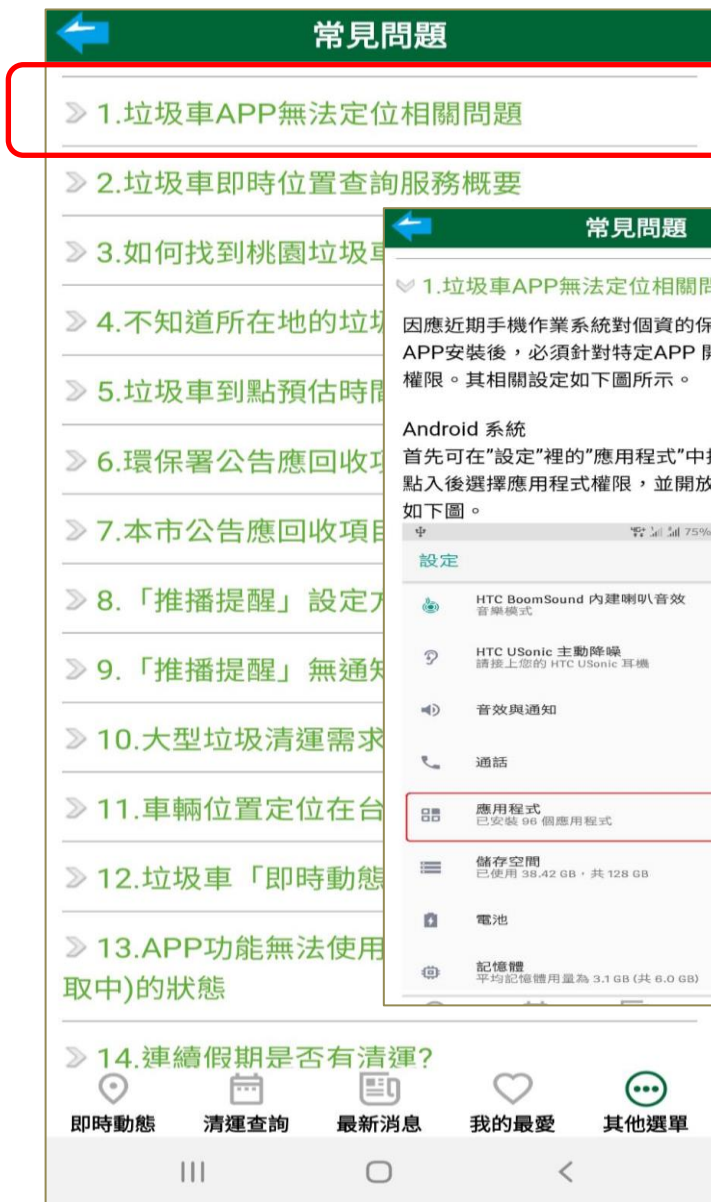 常見問題
1.垃圾車APP無法定位相關問題
2.垃圾車即時位置查詢服務概要
3.如何找到桃園垃圾車
4.不知道所在地的垃圾
5.垃圾車到點預估時間
6.環保署公告應回收項
7.本市公告應回收項目
8.「推播提醒」設定方
9.「推播提醒」無通知
10.大型垃圾清運需求
11.車輛位置定位在台
12.垃圾車「即時動態
13.APP功能無法使用
取中)的狀態
14.連續假期是否有清運?
即時動態 清運查詢 最新消息 我的最愛 其他選單
常見問題
1.垃圾車APP無法定位相關問
因應近期手機作業系統對個資的保
APP安裝後，必須針對特定APP 開
權限。其相關設定如下圖所示。
Android 系統
首先可在"設定"裡的"應用程式"中
點入後選擇應用程式權限，並開放
如下圖。
75%
設定
HTC BoomSound 內建喇叭音效
音樂模式
HTC USonic 主動降噪
請接上您的 HTC USonic 耳機
音效與通知
通話
應用程式
已安裝 96 個應用程式
儲存空間
已使用 38.42 GB，共 128 GB
電池
記憶體
平均記憶體用量為 3.1 GB (共 6.0 GB)